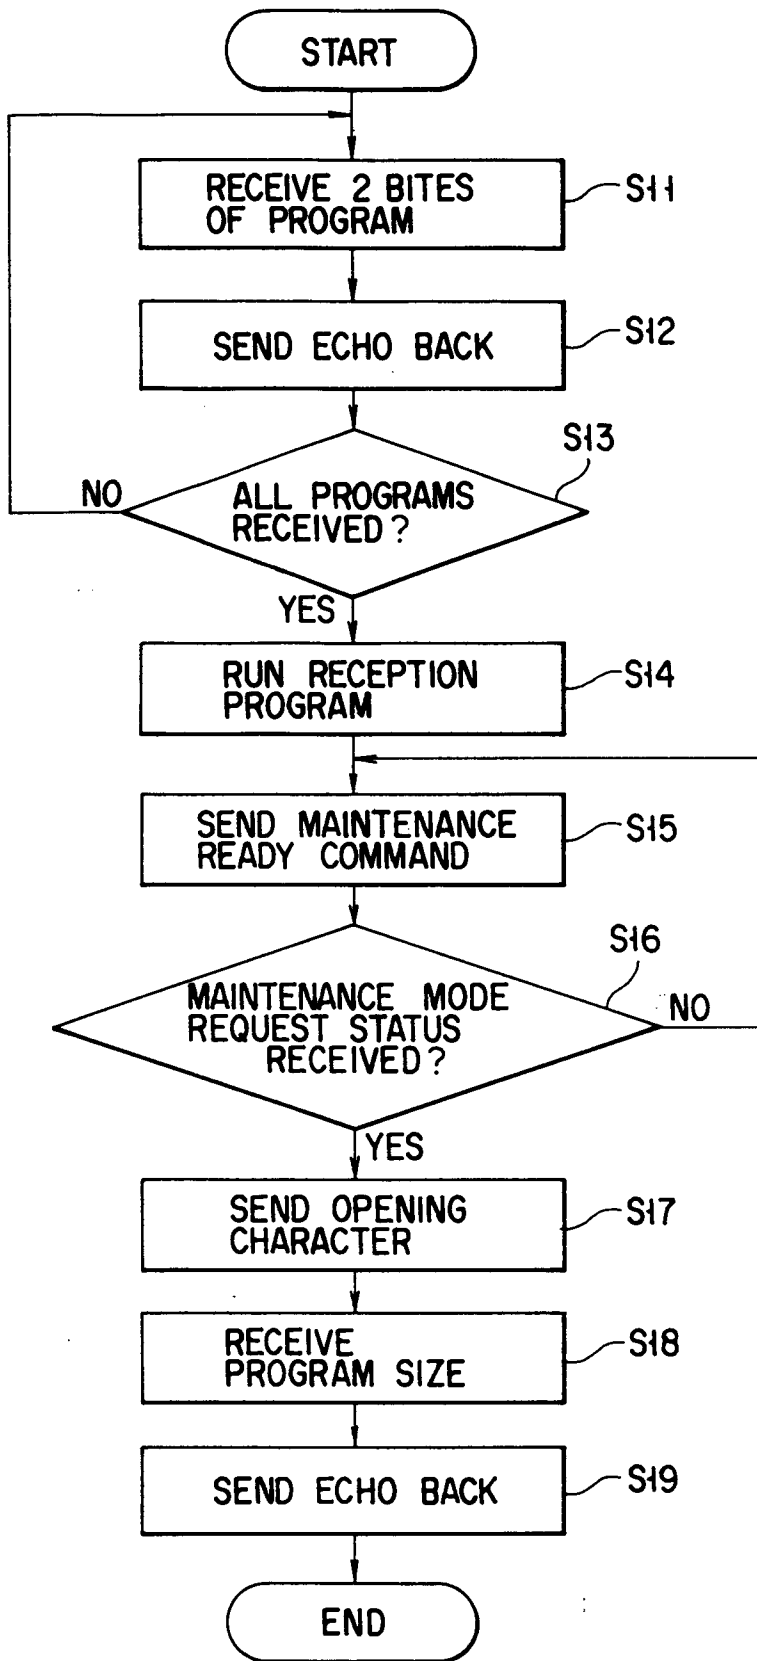 START
RECEIVE 2 BITES
OF PROGRAM
S11
SEND ECHO BACK
S12
S13
NO
ALL PROGRAMS
RECEIVED?
YES
RUN RECEPTION
PROGRAM
S14
SEND MAINTENANCE
READY COMMAND
S15
S16
MAINTENANCE MODE
REQUEST STATUS
RECEIVED?
NO
YES
SEND OPENING
CHARACTER
S17
RECEIVE
PROGRAM SIZE
S18
SEND ECHO BACK
S19
END